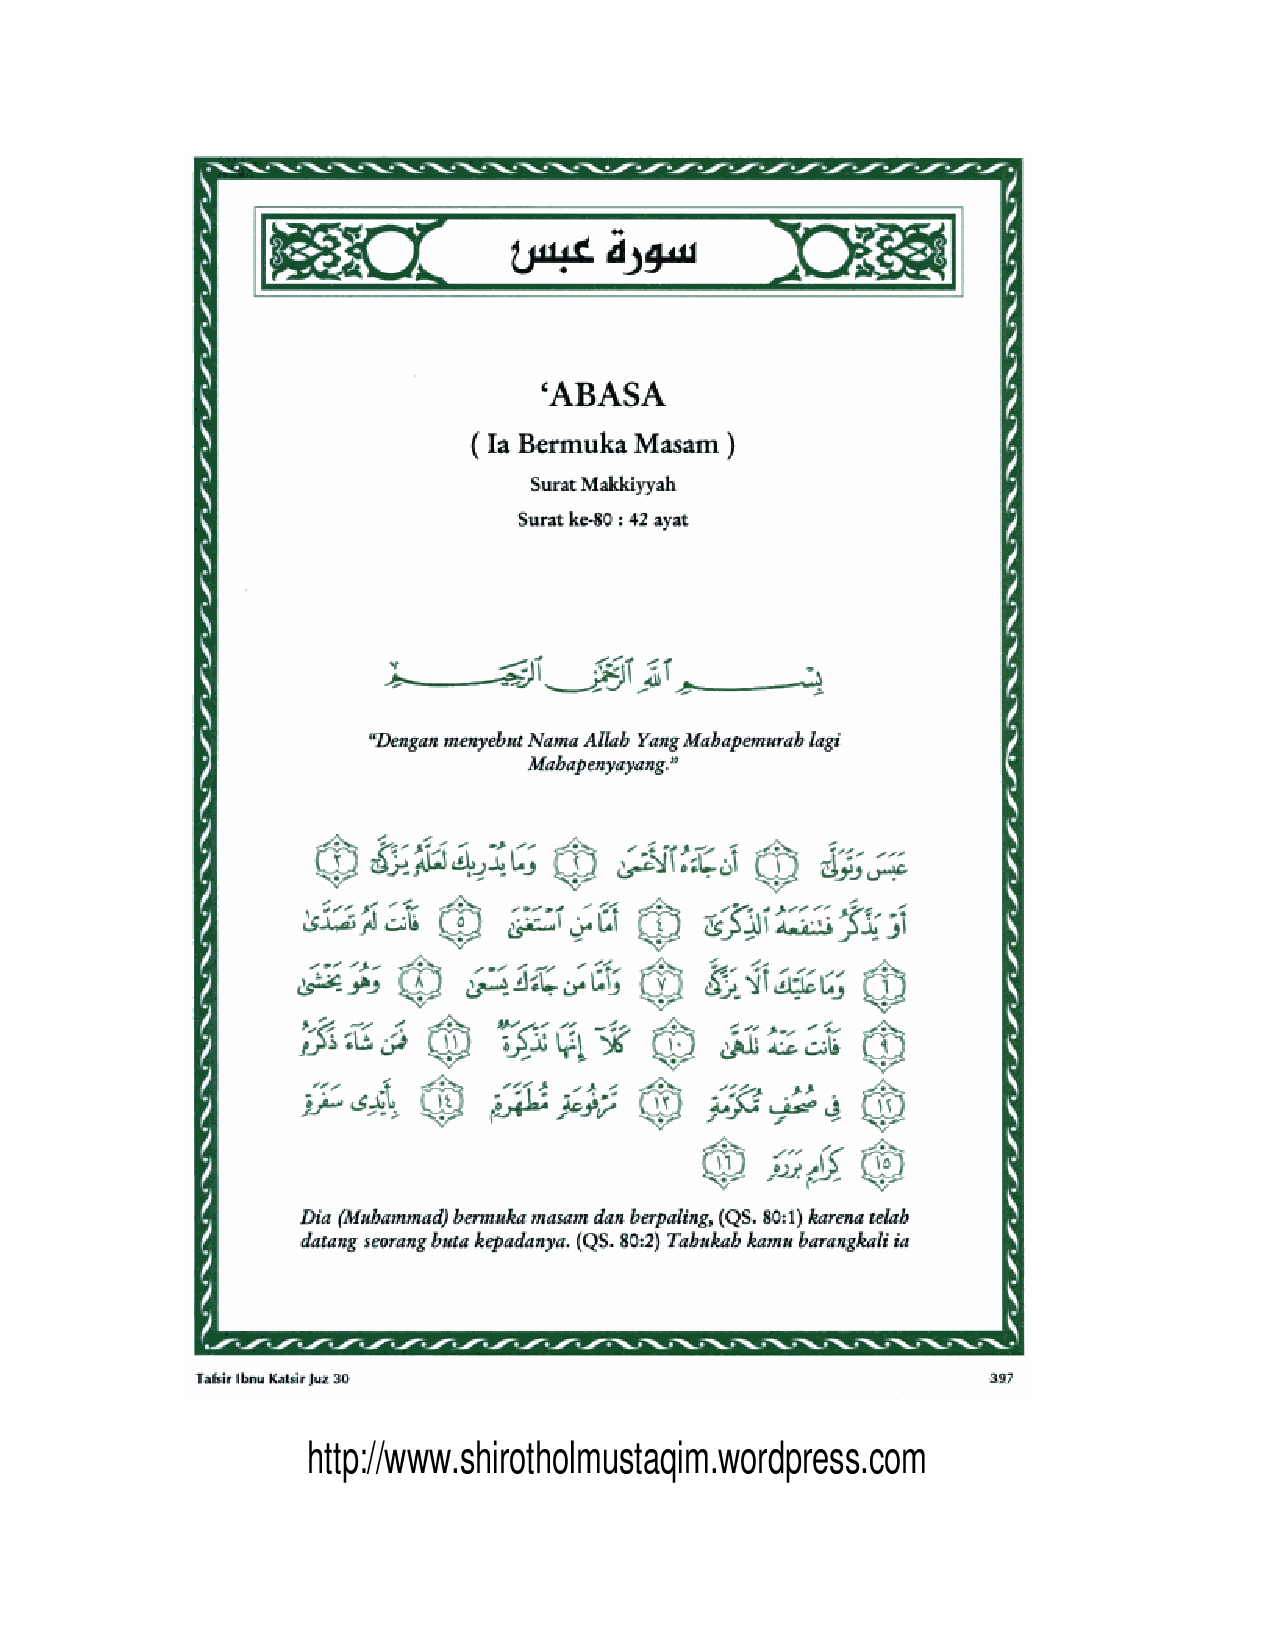 سورة عبس
‘ABASA
( Ia Bermuka Masam )
Surat Makkiyyah
Surat ke-80 : 42 ayat
بِسْمِ ٱللَّهِ ٱلرَّحْمَٰنِ ٱلرَّحِيمِ
“Dengan menyebut Nama Allah Yang Mahapemurah lagi
Mahapenyayang.”
عَبَسَ وَتَوَلَّىٰٓ ١ أَن جَآءَهُ ٱلْأَعْمَىٰ ٢ وَمَا يُدْرِيكَ لَعَلَّهُۥ يَزَّكَّىٰٓ ٣
أَوْ يَذَّكَّرُ فَتَنفَعَهُ ٱلذِّكْرَىٰٓ ٤ أَمَّا مَنِ ٱسْتَغْنَىٰ ٥ فَأَنتَ لَهُۥ تَصَدَّىٰ
٦ وَمَا عَلَيْكَ أَلَّا يَزَّكَّىٰ ٧ وَأَمَّا مَن جَآءَكَ يَسْعَىٰ ٨ وَهُوَ يَخْشَىٰ
٩ فَأَنتَ عَنْهُ تَلَهَّىٰ ١٠ كَلَّآ إِنَّهَا تَذْكِرَةٌ ١١ فَمَن شَآءَ ذَكَرَهُۥ
١٢ فِى صُحُفٍ مُّكَرَّمَةٍ ١٣ مَّرْفُوعَةٍ مُّطَهَّرَةٍۭ ١٤ بِأَيْدِى سَفَرَةٍ
١٥ كِرَامٍۭ بَرَرَةٍ ١٦
Dia (Muhammad) bermuka masam dan berpaling, (QS. 80:1) karena telah
datang seorang buta kepadanya. (QS. 80:2) Tahukah kamu barangkali ia
Tafsir Ibnu Katsir Juz 30 397
http://www.shirotholmustaqim.wordpress.com